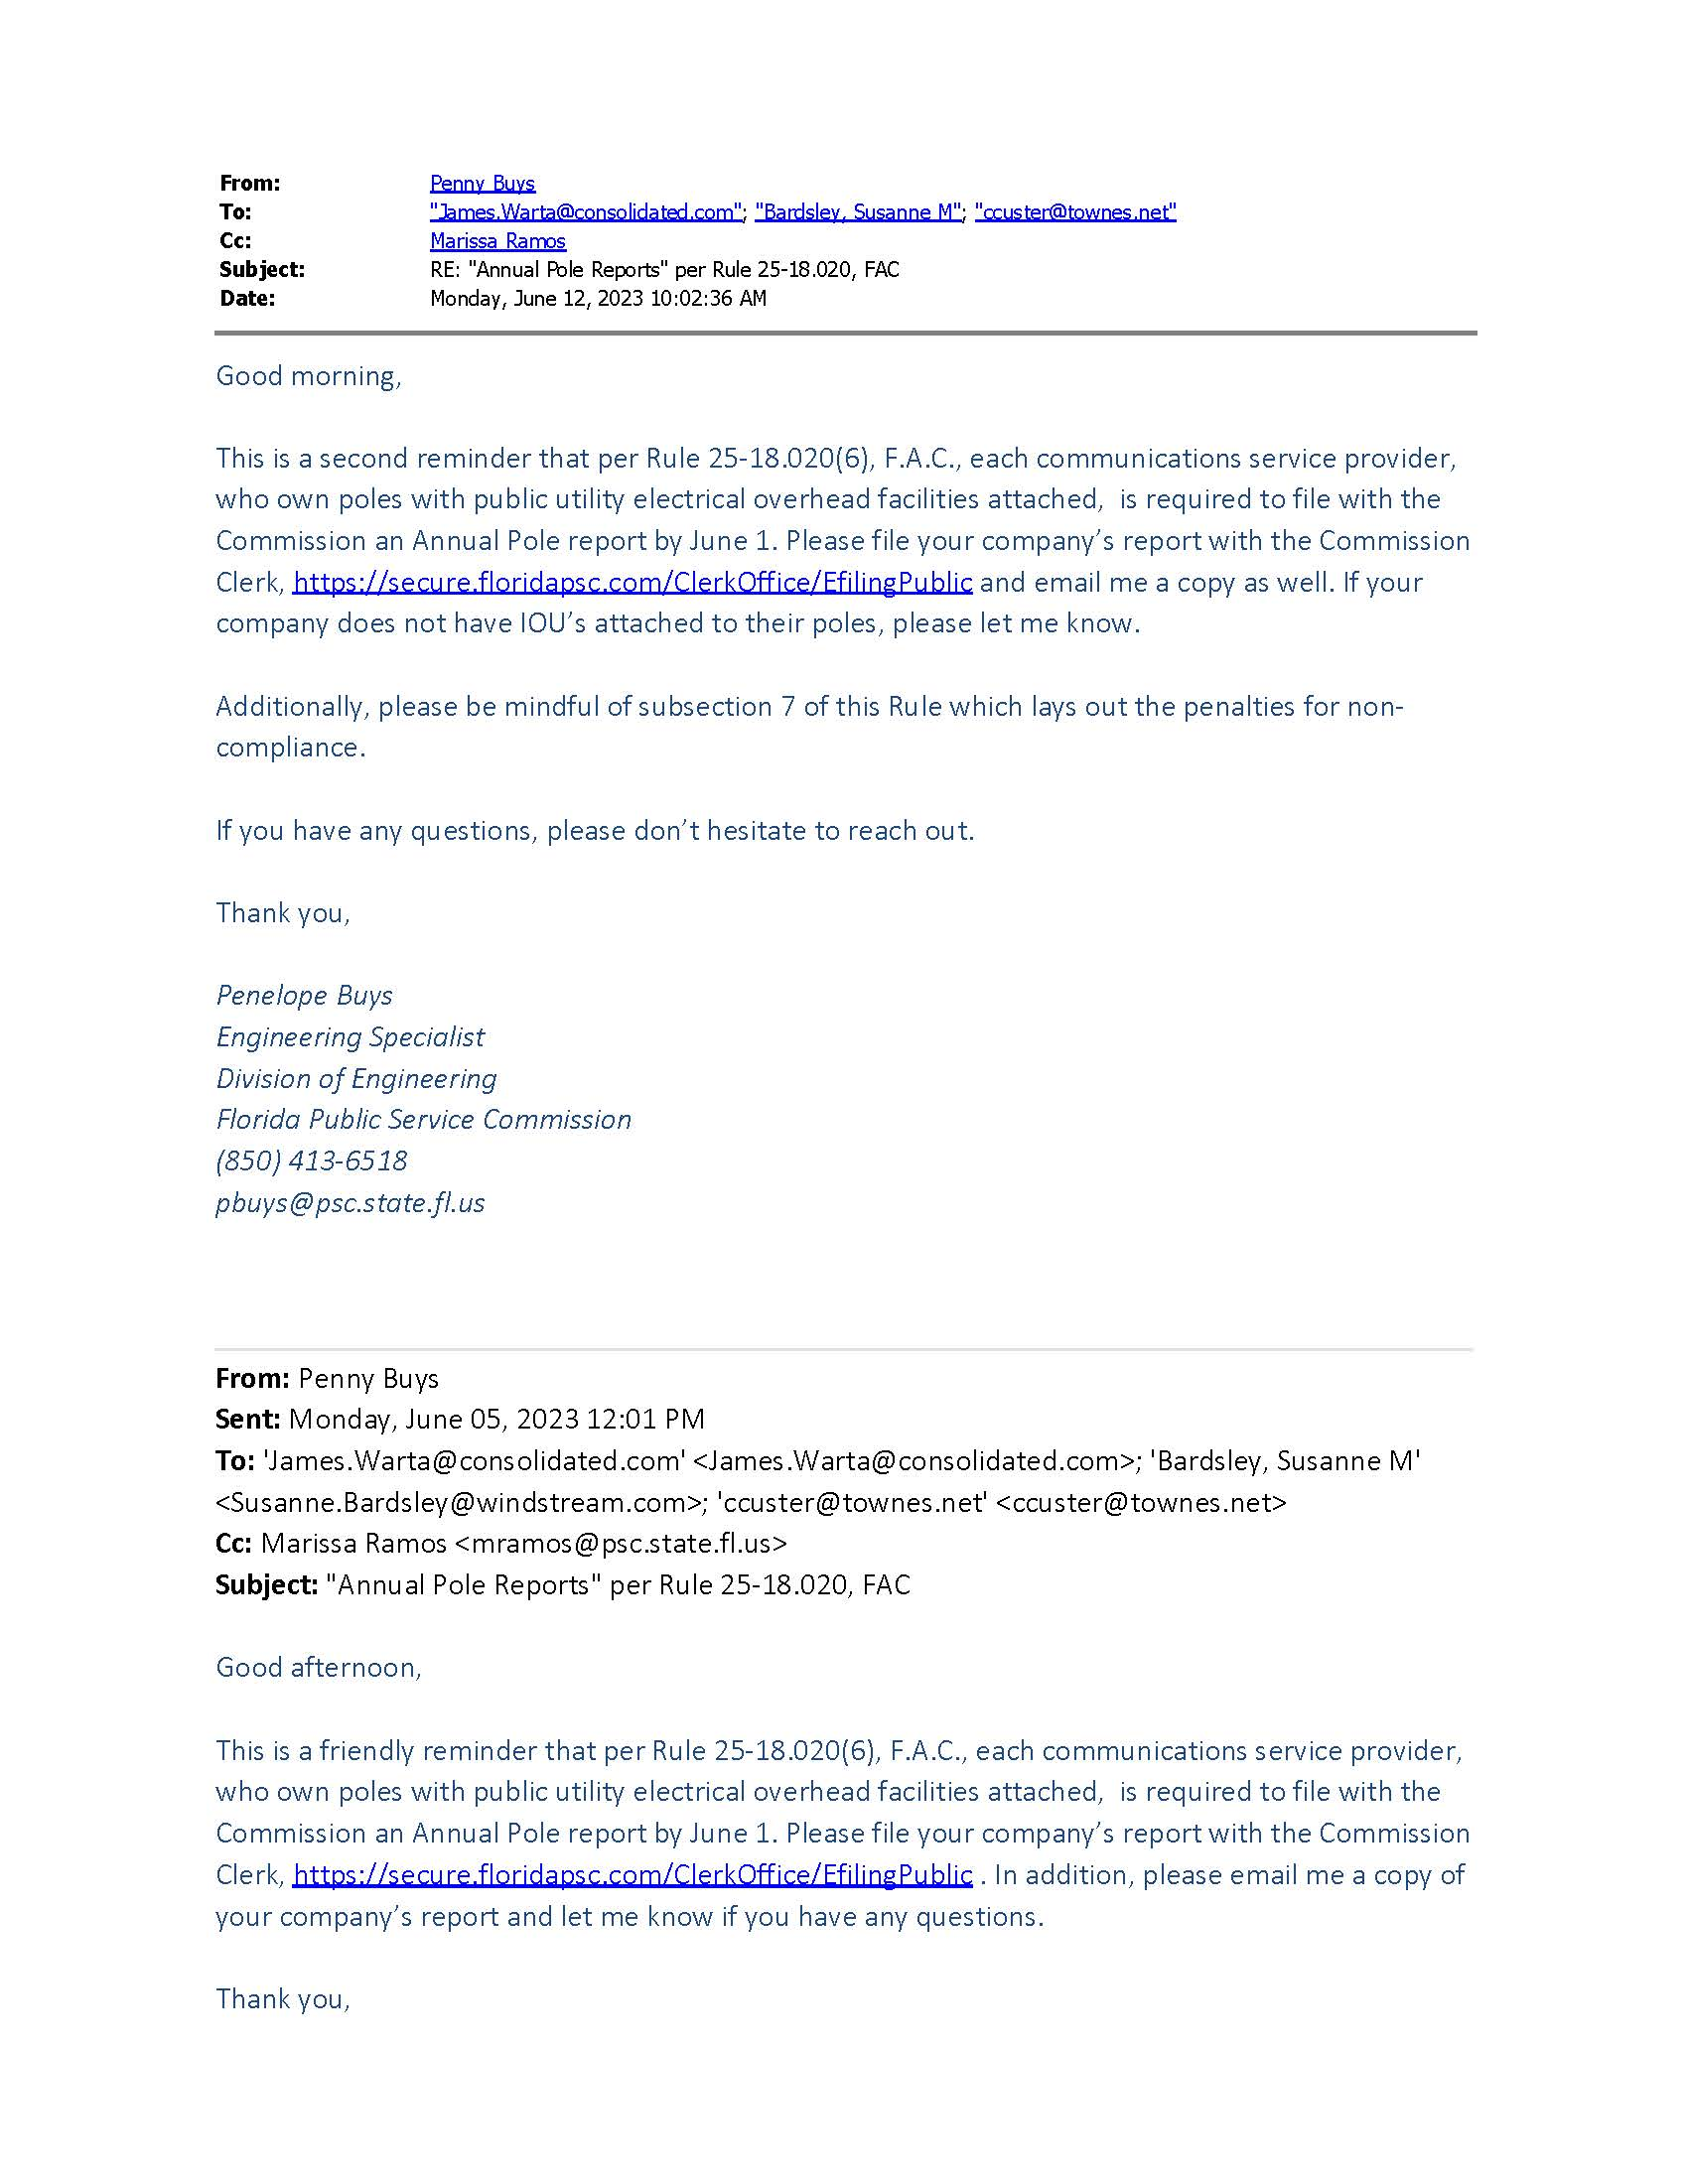 From: Penny Buys
To: "James.Warta@consolidated.com"; "Bardsley, Susanne M"; "ccuster@townes.net"
Cc: Marissa Ramos
Subject: RE: "Annual Pole Reports" per Rule 25-18.020, FAC
Date: Monday, June 12, 2023 10:02:36 AM
Good morning,
This is a second reminder that per Rule 25-18.020(6), F.A.C., each communications service provider,
who own poles with public utility electrical overhead facilities attached,  is required to file with the
Commission an Annual Pole report by June 1. Please file your company’s report with the Commission
Clerk, https://secure.floridapsc.com/ClerkOffice/EfilingPublic and email me a copy as well. If your
company does not have IOU’s attached to their poles, please let me know.
Additionally, please be mindful of subsection 7 of this Rule which lays out the penalties for non-
compliance.
If you have any questions, please don’t hesitate to reach out.
Thank you,
Penelope Buys
Engineering Specialist
Division of Engineering
Florida Public Service Commission
(850) 413-6518
pbuys@psc.state.fl.us
From: Penny Buys
Sent: Monday, June 05, 2023 12:01 PM
To: 'James.Warta@consolidated.com' <James.Warta@consolidated.com>; 'Bardsley, Susanne M'
<Susanne.Bardsley@windstream.com>; 'ccuster@townes.net' <ccuster@townes.net>
Cc: Marissa Ramos <mramos@psc.state.fl.us>
Subject: "Annual Pole Reports" per Rule 25-18.020, FAC
Good afternoon,
This is a friendly reminder that per Rule 25-18.020(6), F.A.C., each communications service provider,
who own poles with public utility electrical overhead facilities attached,  is required to file with the
Commission an Annual Pole report by June 1. Please file your company’s report with the Commission
Clerk, https://secure.floridapsc.com/ClerkOffice/EfilingPublic . In addition, please email me a copy of
your company’s report and let me know if you have any questions.
Thank you,